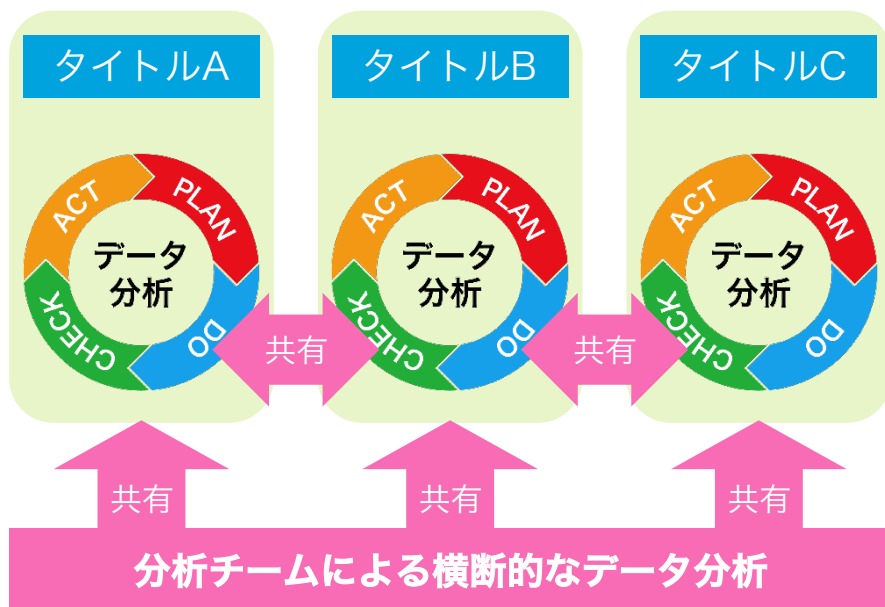 タイトルA
タイトルB
タイトルC
ACT
PLAN
データ
分析
CHECK
DO
ACT
PLAN
データ
分析
CHECK
DO
ACT
PLAN
データ
分析
CHECK
DO
共有
共有
共有
共有
共有
分析チームによる横断的なデータ分析